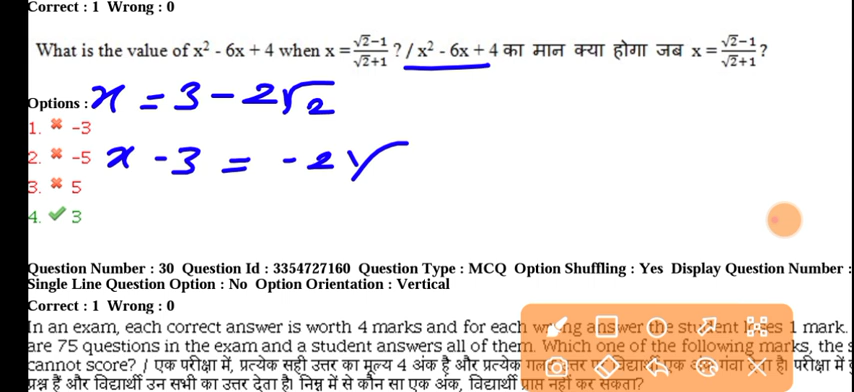 Correct : 1 Wrong : 0
What is the value of x² - 6x + 4 when x = √2−1/√2+1 ? / x² - 6x + 4 का मान क्या होगा जब x = √2−1/√2+1 ?
Options :
x = 3 - 2√2
1. ✖ -3
2. ✖ -5
x - 3 = - 2√
3. ✖ 5
4. ✔ 3
Question Number : 30 Question Id : 3354727160 Question Type : MCQ Option Shuffling : Yes Display Question Number :
Single Line Question Option : No Option Orientation : Vertical
Correct : 1 Wrong : 0
In an exam, each correct answer is worth 4 marks and for each wrong answer the student loses 1 mark.
are 75 questions in the exam and a student answers all of them. Which one of the following marks, the s
cannot score? / एक परीक्षा में, प्रत्येक सही उत्तर का मूल्य 4 अंक है और प्रत्येक गलत उत्तर पर विद्यार्थी एक अंक गंवा देता है। परीक्षा में
प्रश्न हैं और विद्यार्थी उन सभी का उत्तर देता है। निम्न में से कौन सा एक अंक, विद्यार्थी प्राप्त नहीं कर सकता?